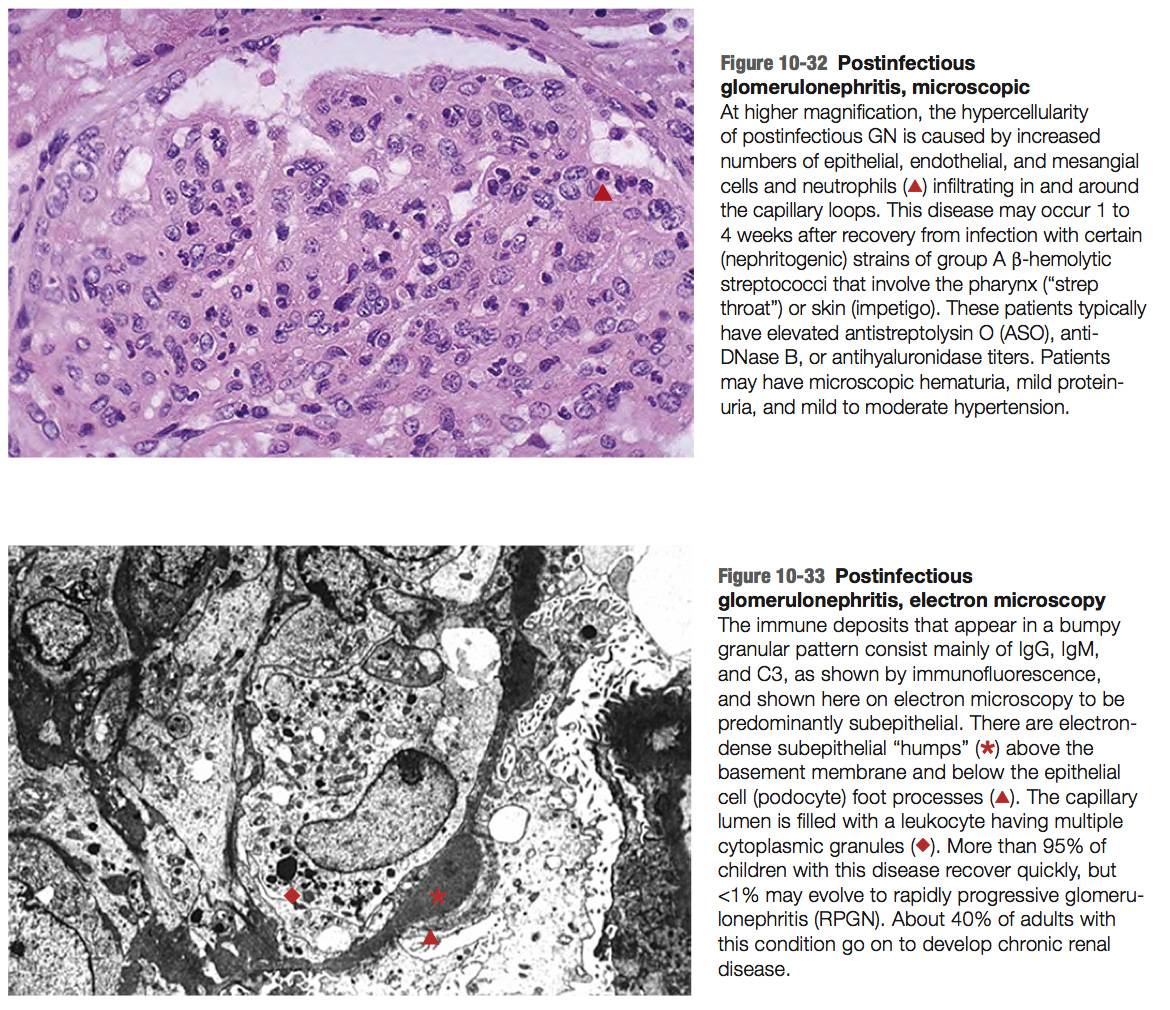 Figure 10-32 Postinfectious
glomerulonephritis, microscopic
At higher magnification, the hypercellularity
of postinfectious GN is caused by increased
numbers of epithelial, endothelial, and mesangial
cells and neutrophils (▲) infiltrating in and around
the capillary loops. This disease may occur 1 to
4 weeks after recovery from infection with certain
(nephritogenic) strains of group A β-hemolytic
streptococci that involve the pharynx (“strep
throat”) or skin (impetigo). These patients typically
have elevated antistreptolysin O (ASO), anti-
DNase B, or antihyaluronidase titers. Patients
may have microscopic hematuria, mild protein-
uria, and mild to moderate hypertension.
Figure 10-33 Postinfectious
glomerulonephritis, electron microscopy
The immune deposits that appear in a bumpy
granular pattern consist mainly of IgG, IgM,
and C3, as shown by immunofluorescence,
and shown here on electron microscopy to be
predominantly subepithelial. There are electron-
dense subepithelial “humps” (*) above the
basement membrane and below the epithelial
cell (podocyte) foot processes (▲). The capillary
lumen is filled with a leukocyte having multiple
cytoplasmic granules (◆). More than 95% of
children with this disease recover quickly, but
<1% may evolve to rapidly progressive glomeru-
lonephritis (RPGN). About 40% of adults with
this condition go on to develop chronic renal
disease.